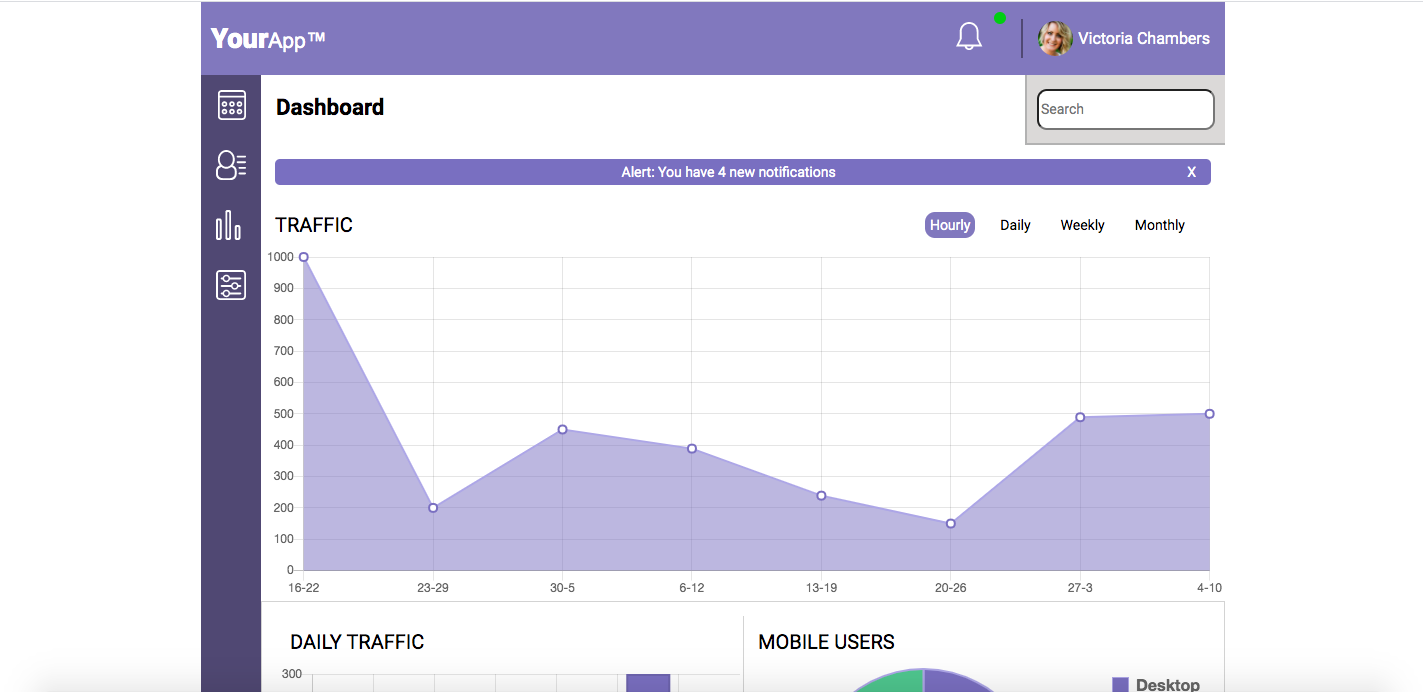 YourApp™
Victoria Chambers
Dashboard
Search
Alert: You have 4 new notifications X
TRAFFIC
Hourly Daily Weekly Monthly
1000
900
800
700
600
500
400
300
200
100
0
16-22 23-29 30-5 6-12 13-19 20-26 27-3 4-10
DAILY TRAFFIC
300
MOBILE USERS
Desktop